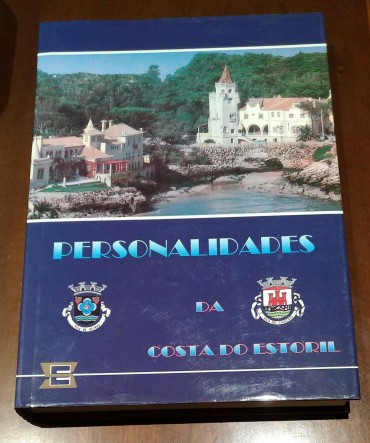 PERSONALIDADES
DA
COSTA DO ESTORIL
E